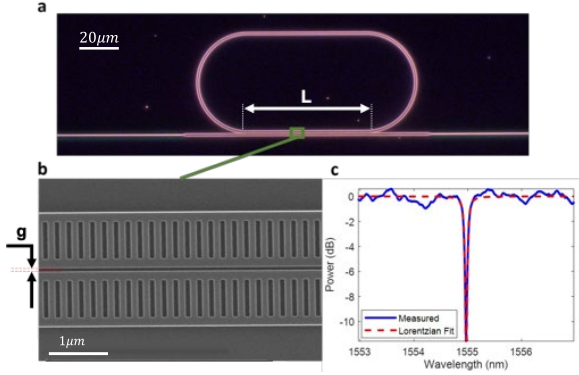 a
20μm
L
b
g
1μm
c
Power (dB)
0
-2
-4
-6
-8
-10
Measured
Lorentzian Fit
1553
1554
1555
1556
Wavelength (nm)